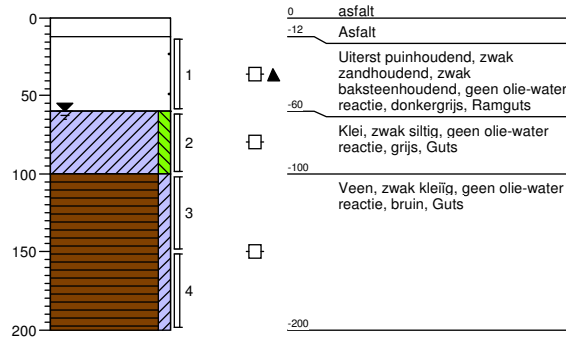 0
50
100
150
200
1
2
3
4
0
asfalt
-12
Asfalt
Uiterst puinhoudend, zwak
zandhoudend, zwak
baksteenhoudend, geen olie-water
reactie, donkergrijs, Ramguts
-60
Klei, zwak siltig, geen olie-water
reactie, grijs, Guts
-100
Veen, zwak kleiïg, geen olie-water
reactie, bruin, Guts
-200